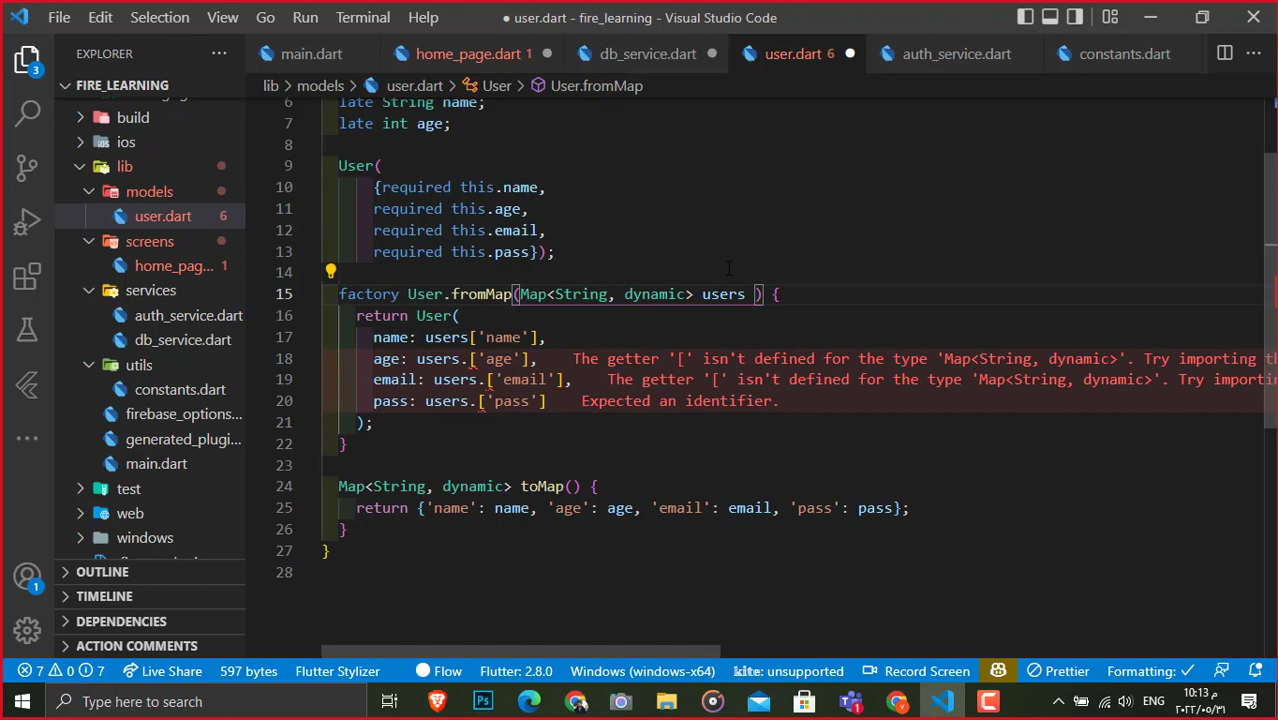 File Edit Selection View Go Run Terminal Help
● user.dart - fire_learning - Visual Studio Code
EXPLORER
main.dart home_page.dart 1 db_service.dart user.dart 6 auth_service.dart constants.dart
3
FIRE_LEARNING
build
ios
lib
models
user.dart 6
screens
home_pag... 1
services
auth_service.dart
db_service.dart
utils
constants.dart
firebase_options...
generated_plugi...
main.dart
test
web
windows
OUTLINE
TIMELINE
DEPENDENCIES
ACTION COMMENTS
1
lib > models > user.dart > User > User.fromMap
6 late String name;
7 late int age;
8
9 User(
10 {required this.name,
11 required this.age,
12 required this.email,
13 required this.pass});
14
15 factory User.fromMap(Map<String, dynamic> users ) {
16 return User(
17 name: users['name'],
18 age: users.['age'], The getter '[' isn't defined for the type 'Map<String, dynamic>'. Try importing th
19 email: users.['email'], The getter '[' isn't defined for the type 'Map<String, dynamic>'. Try importin
20 pass: users.['pass'] Expected an identifier.
21 );
22 }
23
24 Map<String, dynamic> toMap() {
25 return {'name': name, 'age': age, 'email': email, 'pass': pass};
26 }
27 }
28
7 0 7 Live Share 597 bytes Flutter Stylizer Flow Flutter: 2.8.0 Windows (windows-x64) kite: unsupported Record Screen Prettier Formatting: ✓
Type here to search
ENG
10:13 م
٢٠٢٢/٠٥/٣١